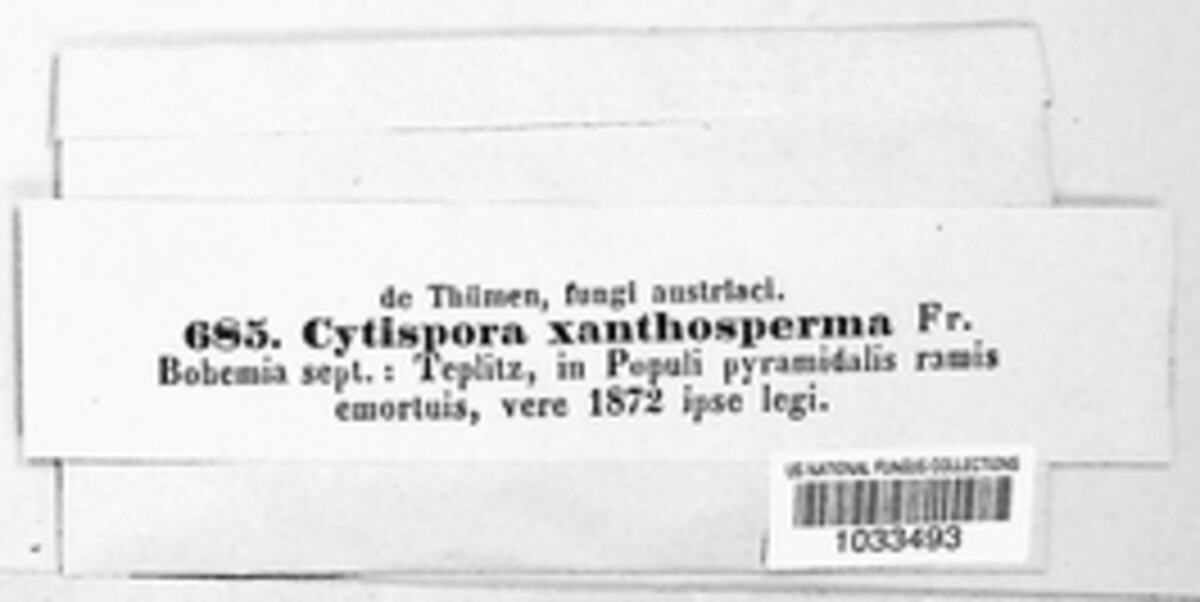 de Thümen, fungi austriaci.
685. Cytispora xanthosperma Fr.
Bohemia sept.: Teplitz, in Populi pyramidalis ramis
emortuis, vere 1872 ipse legi.
US NATIONAL FUNGUS COLLECTIONS
1033493